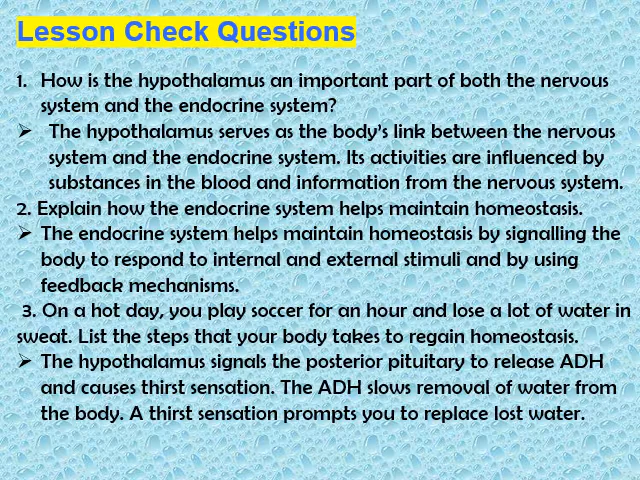 Lesson Check Questions
1. How is the hypothalamus an important part of both the nervous
system and the endocrine system?
➢ The hypothalamus serves as the body's link between the nervous
system and the endocrine system. Its activities are influenced by
substances in the blood and information from the nervous system.
2. Explain how the endocrine system helps maintain homeostasis.
➢ The endocrine system helps maintain homeostasis by signalling the
body to respond to internal and external stimuli and by using
feedback mechanisms.
3. On a hot day, you play soccer for an hour and lose a lot of water in
sweat. List the steps that your body takes to regain homeostasis.
➢ The hypothalamus signals the posterior pituitary to release ADH
and causes thirst sensation. The ADH slows removal of water from
the body. A thirst sensation prompts you to replace lost water.